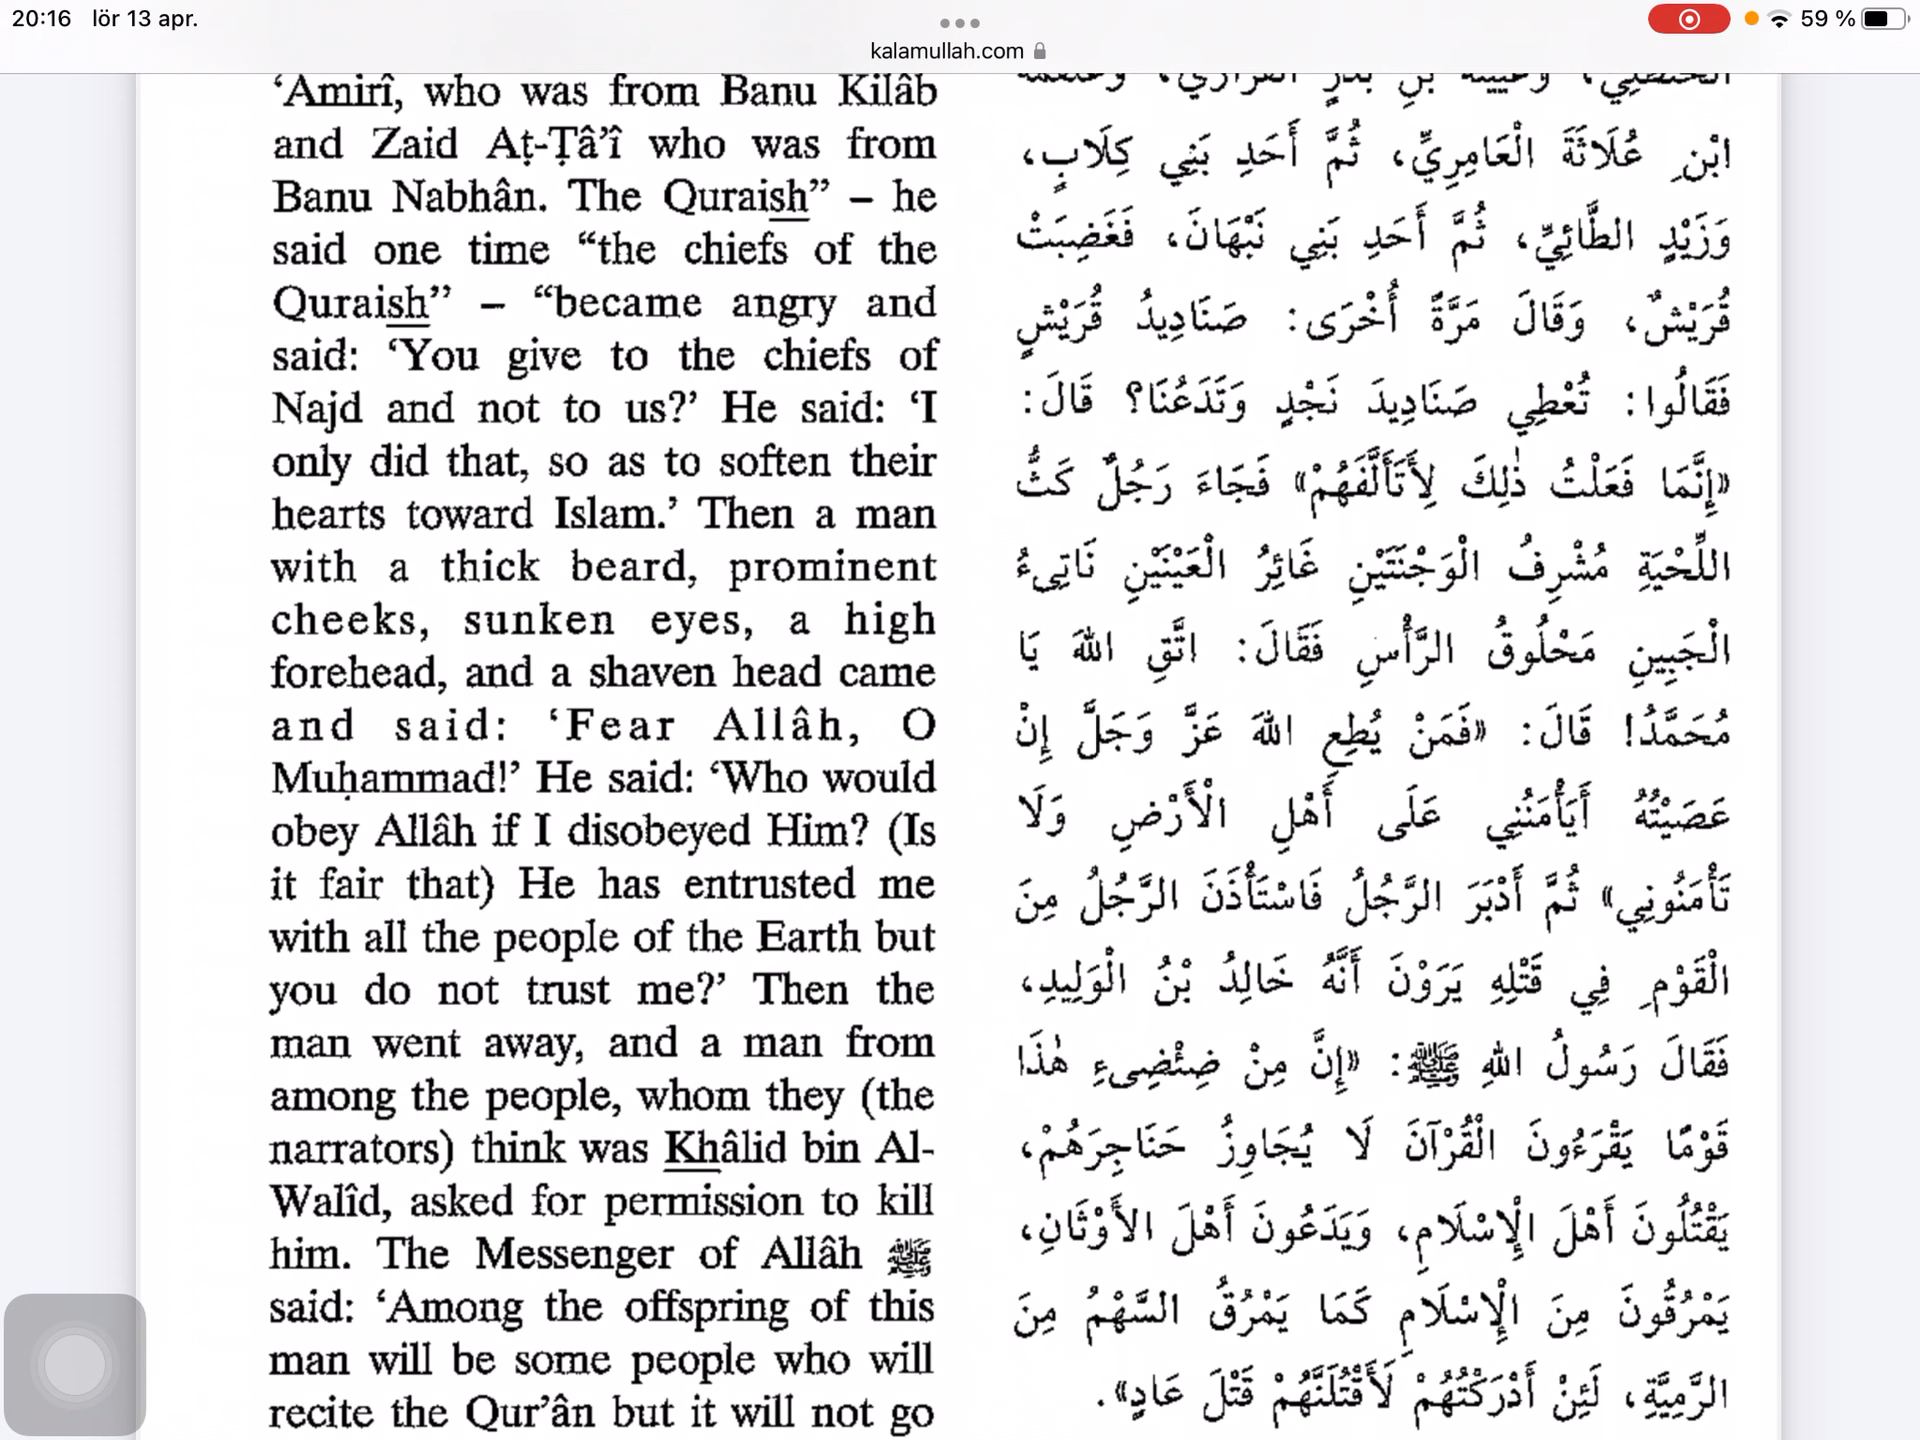 20:16 lör 13 apr.
59 %
kalamullah.com
‘Amirî, who was from Banu Kilâb
and Zaid Aṭ-Ṭâ’î who was from
Banu Nabhân. The Quraish” – he
said one time “the chiefs of the
Quraish” – “became angry and
said: ‘You give to the chiefs of
Najd and not to us?’ He said: ‘I
only did that, so as to soften their
hearts toward Islam.’ Then a man
with a thick beard, prominent
cheeks, sunken eyes, a high
forehead, and a shaven head came
and said: ‘Fear Allâh, O
Muḥammad!’ He said: ‘Who would
obey Allâh if I disobeyed Him? (Is
it fair that) He has entrusted me
with all the people of the Earth but
you do not trust me?’ Then the
man went away, and a man from
among the people, whom they (the
narrators) think was Khâlid bin Al-
Walîd, asked for permission to kill
him. The Messenger of Allâh ﷺ
said: ‘Among the offspring of this
man will be some people who will
recite the Qur’ân but it will not go
ابْنِ عُلَاثَةَ الْعَامِرِيِّ، ثُمَّ أَحَدِ بَنِي كِلَابٍ،
وَزَيْدٍ الطَّائِيِّ، ثُمَّ أَحَدِ بَنِي نَبْهَانَ، فَغَضِبَتْ
قُرَيْشٌ، وَقَالَ مَرَّةً أُخْرَى: صَنَادِيدُ قُرَيْشٍ
فَقَالُوا: تُعْطِي صَنَادِيدَ نَجْدٍ وَتَدَعُنَا؟ قَالَ:
«إِنَّمَا فَعَلْتُ ذٰلِكَ لِأَتَأَلَّفَهُمْ» فَجَاءَ رَجُلٌ كَثُّ
اللِّحْيَةِ مُشْرِفُ الْوَجْنَتَيْنِ غَائِرُ الْعَيْنَيْنِ نَاتِىءُ
الْجَبِينِ مَحْلُوقُ الرَّأْسِ فَقَالَ: اتَّقِ اللهَ يَا
مُحَمَّدُ! قَالَ: «فَمَنْ يُطِعِ اللهَ عَزَّ وَجَلَّ إِنْ
عَصَيْتُهُ أَيَأْمَنُنِي عَلَى أَهْلِ الْأَرْضِ وَلَا
تَأْمَنُونِي» ثُمَّ أَدْبَرَ الرَّجُلُ فَاسْتَأْذَنَ الرَّجُلُ مِنَ
الْقَوْمِ فِي قَتْلِهِ يَرَوْنَ أَنَّهُ خَالِدُ بْنُ الْوَلِيدِ،
فَقَالَ رَسُولُ اللهِ ﷺ: «إِنَّ مِنْ ضِئْضِىءِ هٰذَا
قَوْمًا يَقْرَءُونَ الْقُرْآنَ لَا يُجَاوِزُ حَنَاجِرَهُمْ،
يَقْتُلُونَ أَهْلَ الْإِسْلَامِ، وَيَدَعُونَ أَهْلَ الأَوْثَانِ،
يَمْرُقُونَ مِنَ الْإِسْلَامِ كَمَا يَمْرُقُ السَّهْمُ مِنَ
الرَّمِيَّةِ، لَئِنْ أَدْرَكْتُهُمْ لَأَقْتُلَنَّهُمْ قَتْلَ عَادٍ».